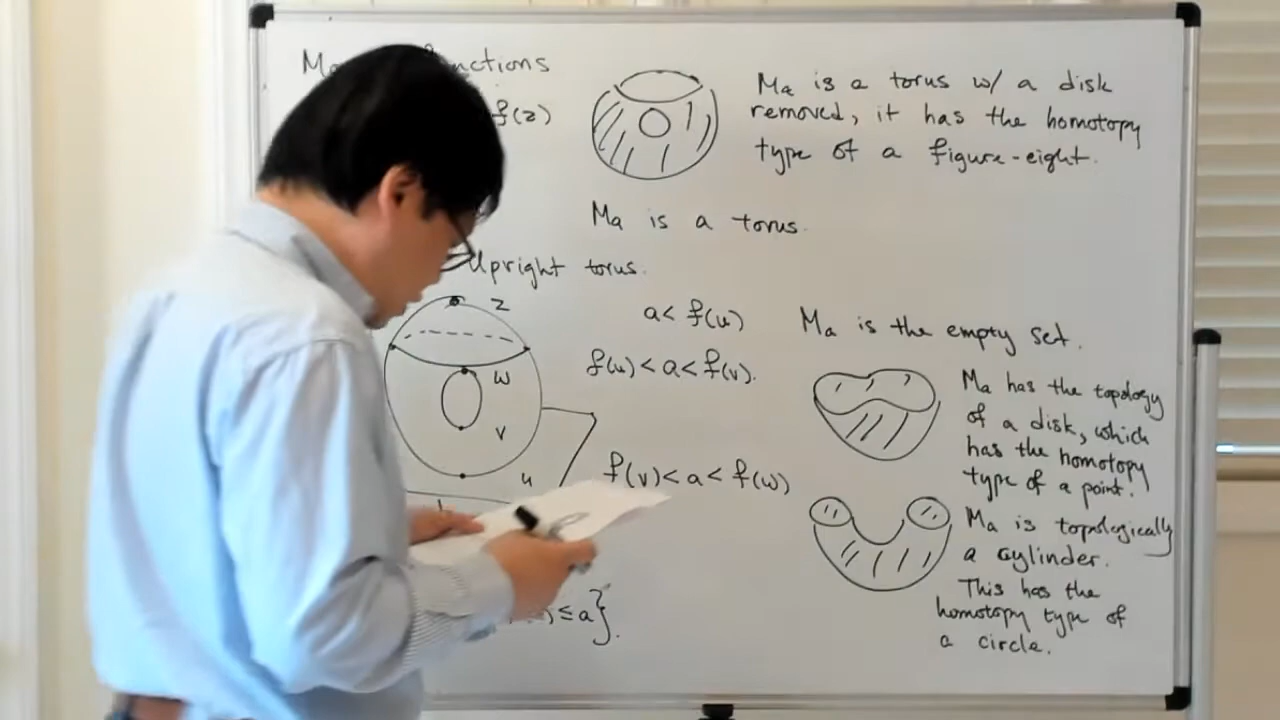 nctions
f(z)
Ma is a torus w/ a disk
removed, it has the homotopy
type of a figure-eight.
Ma is a torus.
Upright torus.
z
w
v
u
a < f(u)
Ma is the empty set.
f(u) < a < f(v).
Ma has the topology
of a disk, which
has the homotopy
type of a point.
f(v) < a < f(w)
Ma is topologically
a cylinder.
This has the
homotopy type of
a circle.
) ≤ a}.